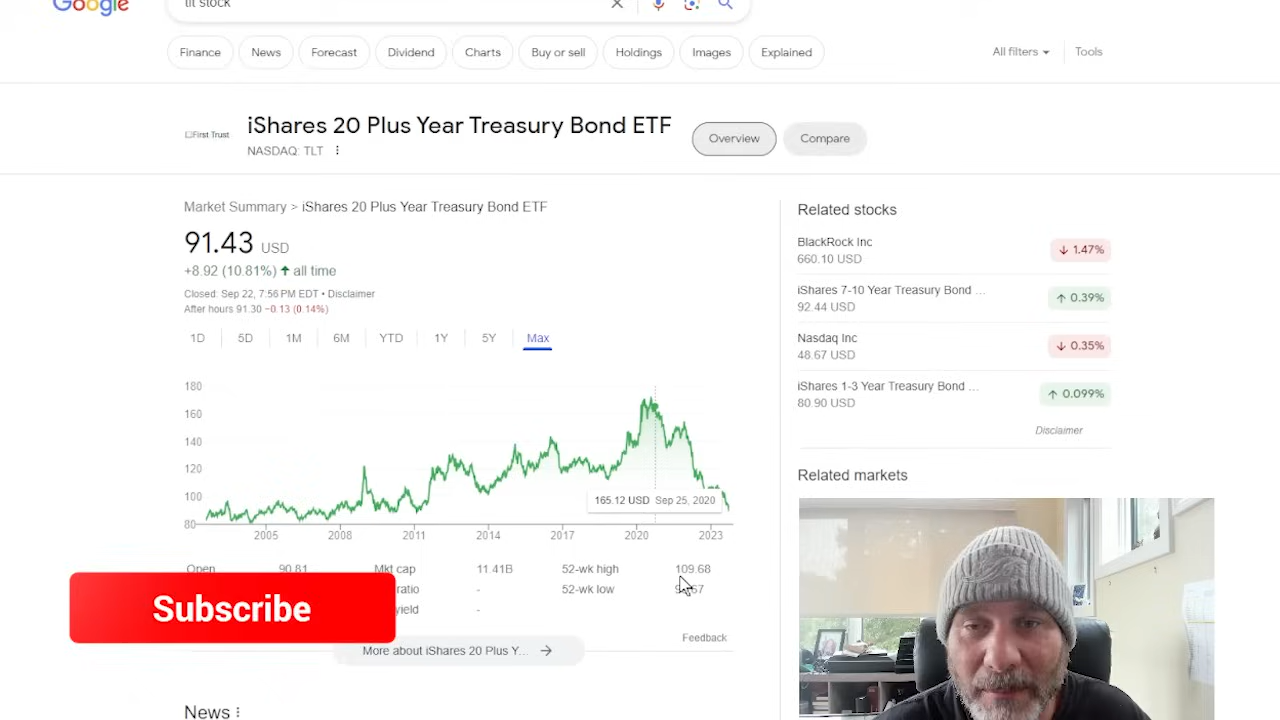 Google
tlt stock
Finance
News
Forecast
Dividend
Charts
Buy or sell
Holdings
Images
Explained
All filters
Tools
First Trust
iShares 20 Plus Year Treasury Bond ETF
NASDAQ: TLT
Overview
Compare
Market Summary > iShares 20 Plus Year Treasury Bond ETF
91.43 USD
+8.92 (10.81%) ↑ all time
Closed: Sep 22, 7:56 PM EDT • Disclaimer
After hours 91.30 −0.13 (0.14%)
1D 5D 1M 6M YTD 1Y 5Y Max
180
160
140
120
100
80
165.12 USD Sep 25, 2020
2005 2008 2011 2014 2017 2020 2023
Open 90.81 Mkt cap 11.41B 52-wk high 109.68
ratio - 52-wk low
yield -
Subscribe
Feedback
More about iShares 20 Plus Y... →
News
Related stocks
BlackRock Inc
660.10 USD
↓ 1.47%
iShares 7-10 Year Treasury Bond ...
92.44 USD
↑ 0.39%
Nasdaq Inc
48.67 USD
↓ 0.35%
iShares 1-3 Year Treasury Bond ...
80.90 USD
↑ 0.099%
Disclaimer
Related markets